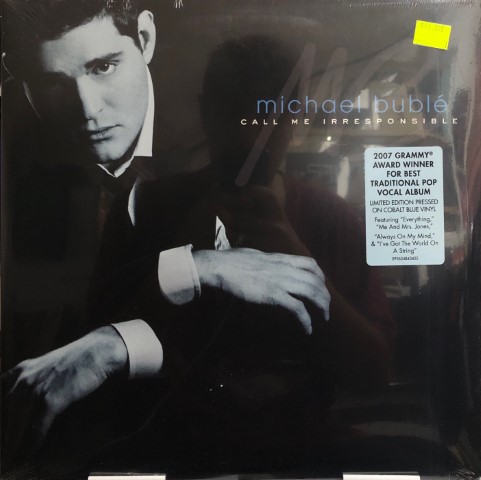 michael bublé
CALL ME IRRESPONSIBLE
2007 GRAMMY®
AWARD WINNER
FOR BEST
TRADITIONAL POP
VOCAL ALBUM
LIMITED EDITION PRESSED
ON COBALT BLUE VINYL
Featuring "Everything,"
"Me And Mrs. Jones,"
"Always On My Mind,"
& "I've Got The World On
A String"